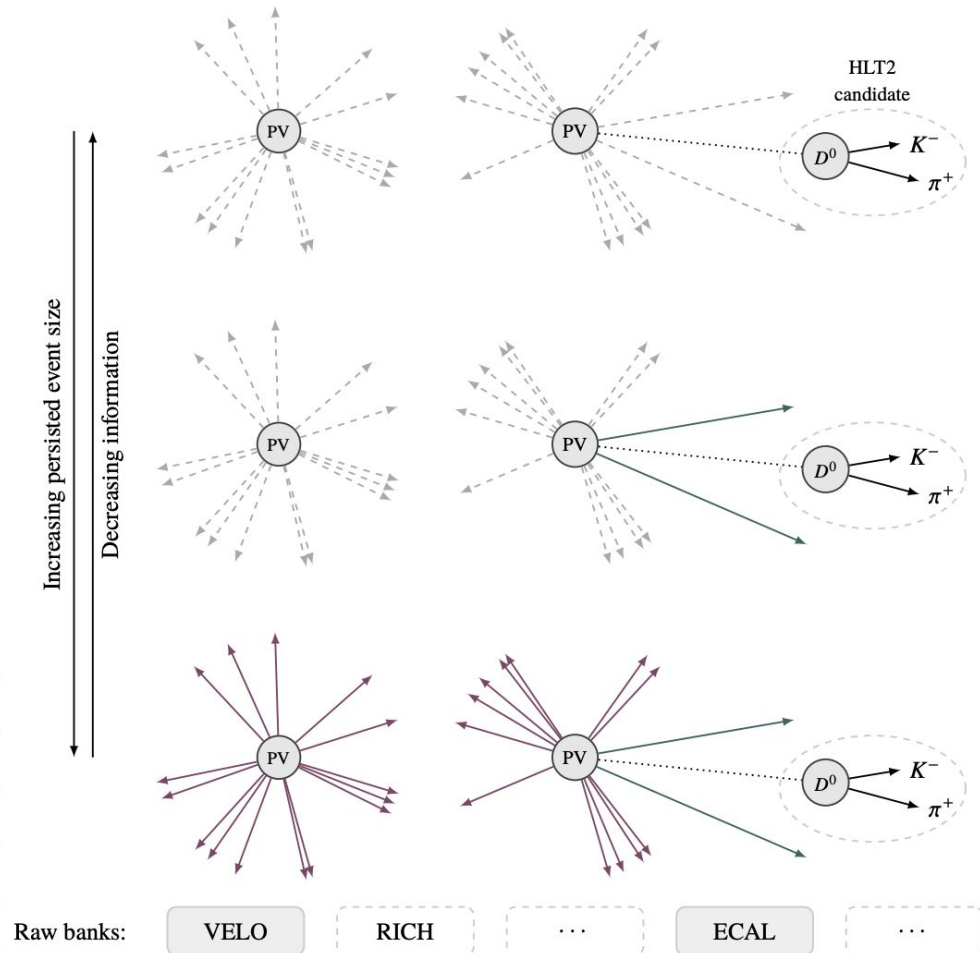 HLT2
candidate
PV
PV
D⁰
K⁻
π⁺
Increasing persisted event size
Decreasing information
PV
PV
D⁰
K⁻
π⁺
PV
PV
D⁰
K⁻
π⁺
Raw banks: VELO RICH ... ECAL ...